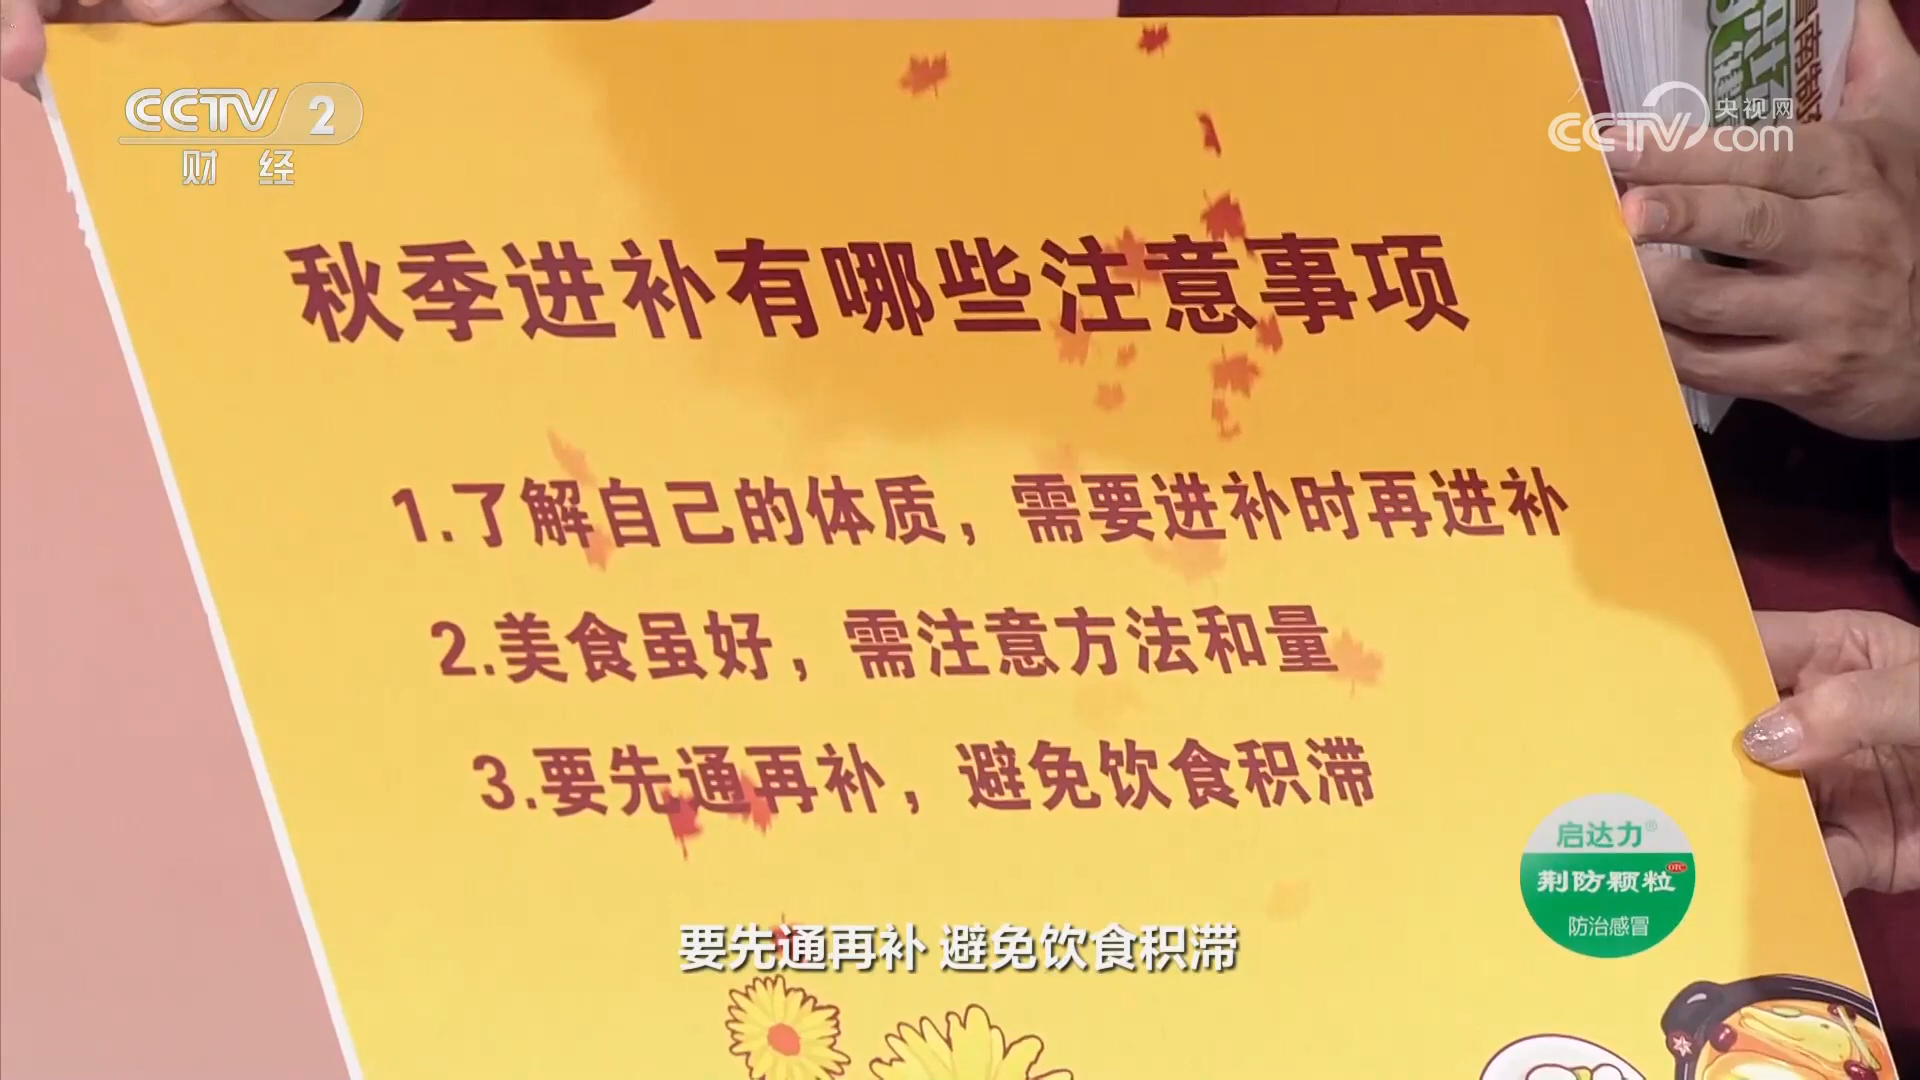 CCTV 2
财 经
央视网
CCTV.com
秋季进补有哪些注意事项
1.了解自己的体质，需要进补时再进补
2.美食虽好，需注意方法和量
3.要先通再补，避免饮食积滞
启达力®
荆防颗粒 OTC
防治感冒
要先通再补 避免饮食积滞